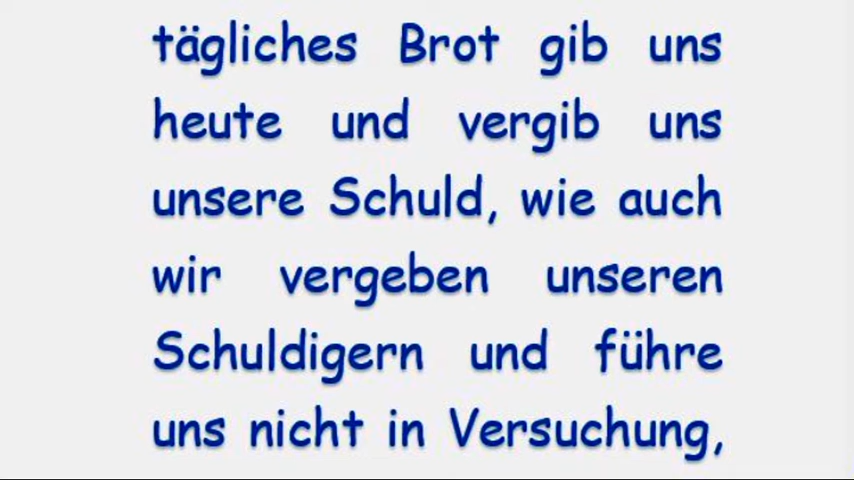 tägliches Brot gib uns
heute und vergib uns
unsere Schuld, wie auch
wir vergeben unseren
Schuldigern und führe
uns nicht in Versuchung,